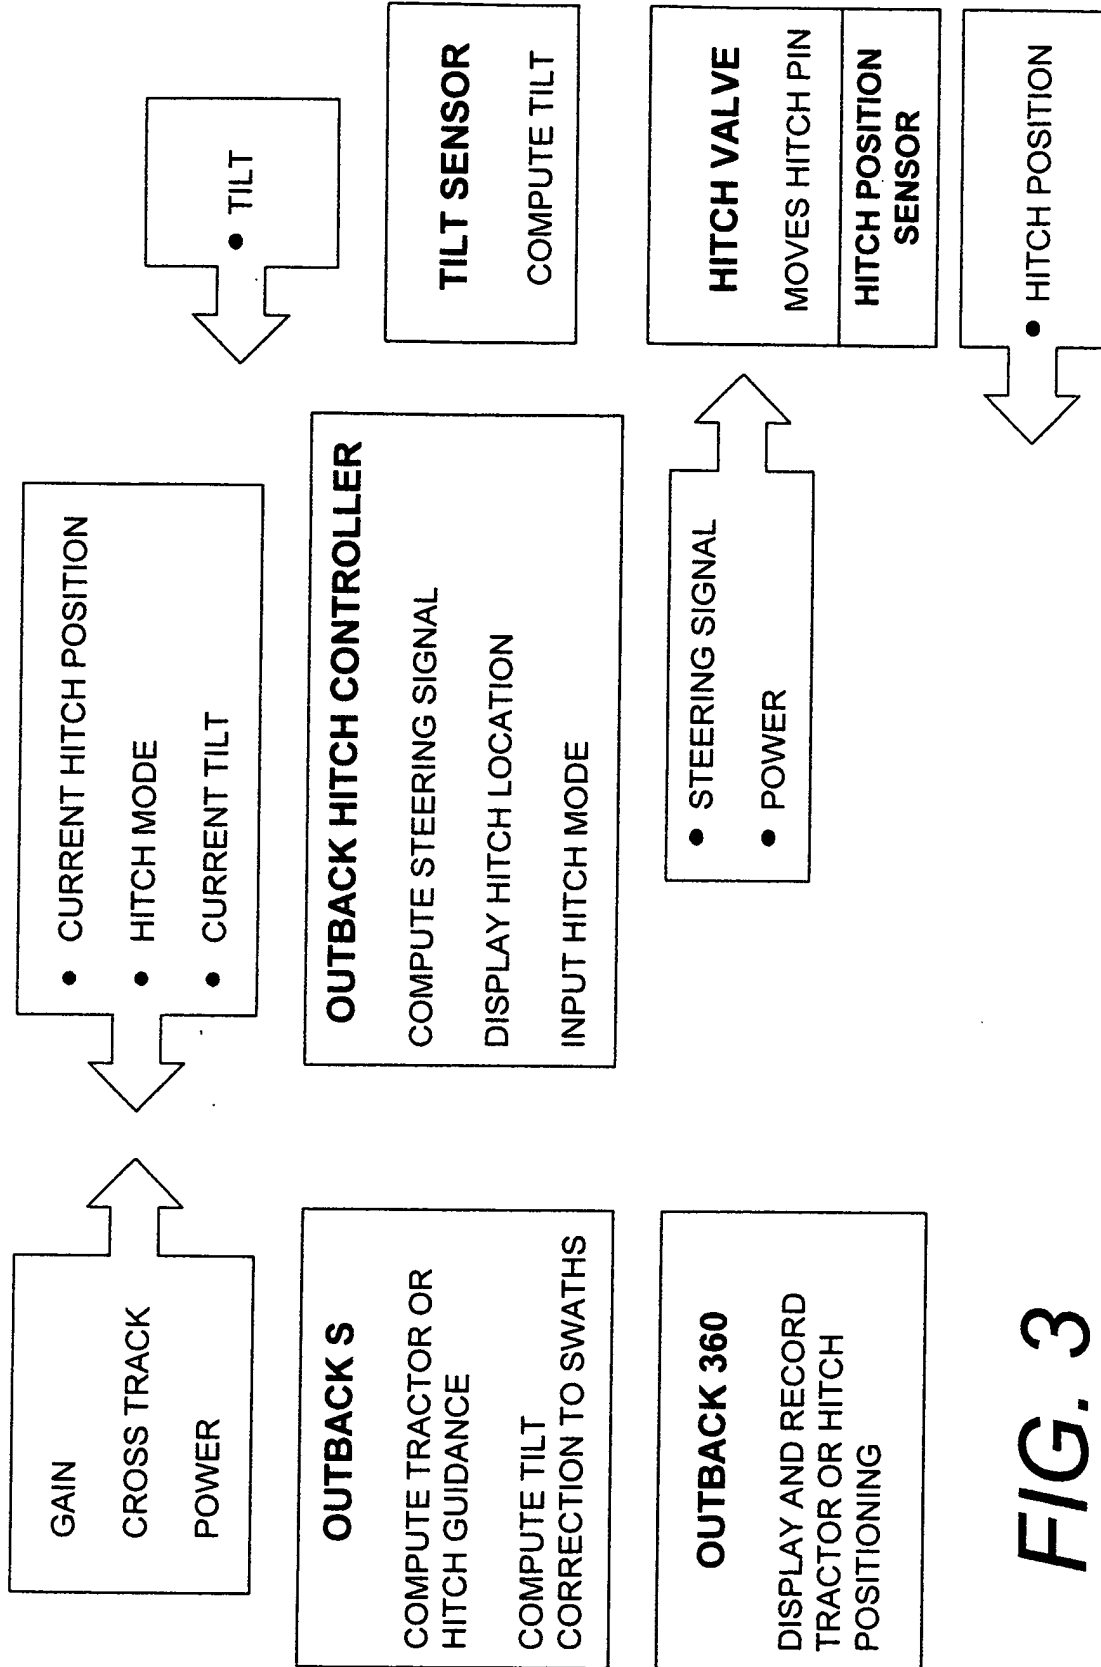 GAIN
CROSS TRACK
POWER
• CURRENT HITCH POSITION
• HITCH MODE
• CURRENT TILT
• TILT
OUTBACK S
COMPUTE TRACTOR OR
HITCH GUIDANCE
COMPUTE TILT
CORRECTION TO SWATHS
OUTBACK HITCH CONTROLLER
COMPUTE STEERING SIGNAL
DISPLAY HITCH LOCATION
INPUT HITCH MODE
TILT SENSOR
COMPUTE TILT
OUTBACK 360
DISPLAY AND RECORD
TRACTOR OR HITCH
POSITIONING
• STEERING SIGNAL
• POWER
HITCH VALVE
MOVES HITCH PIN
HITCH POSITION
SENSOR
• HITCH POSITION
FIG. 3